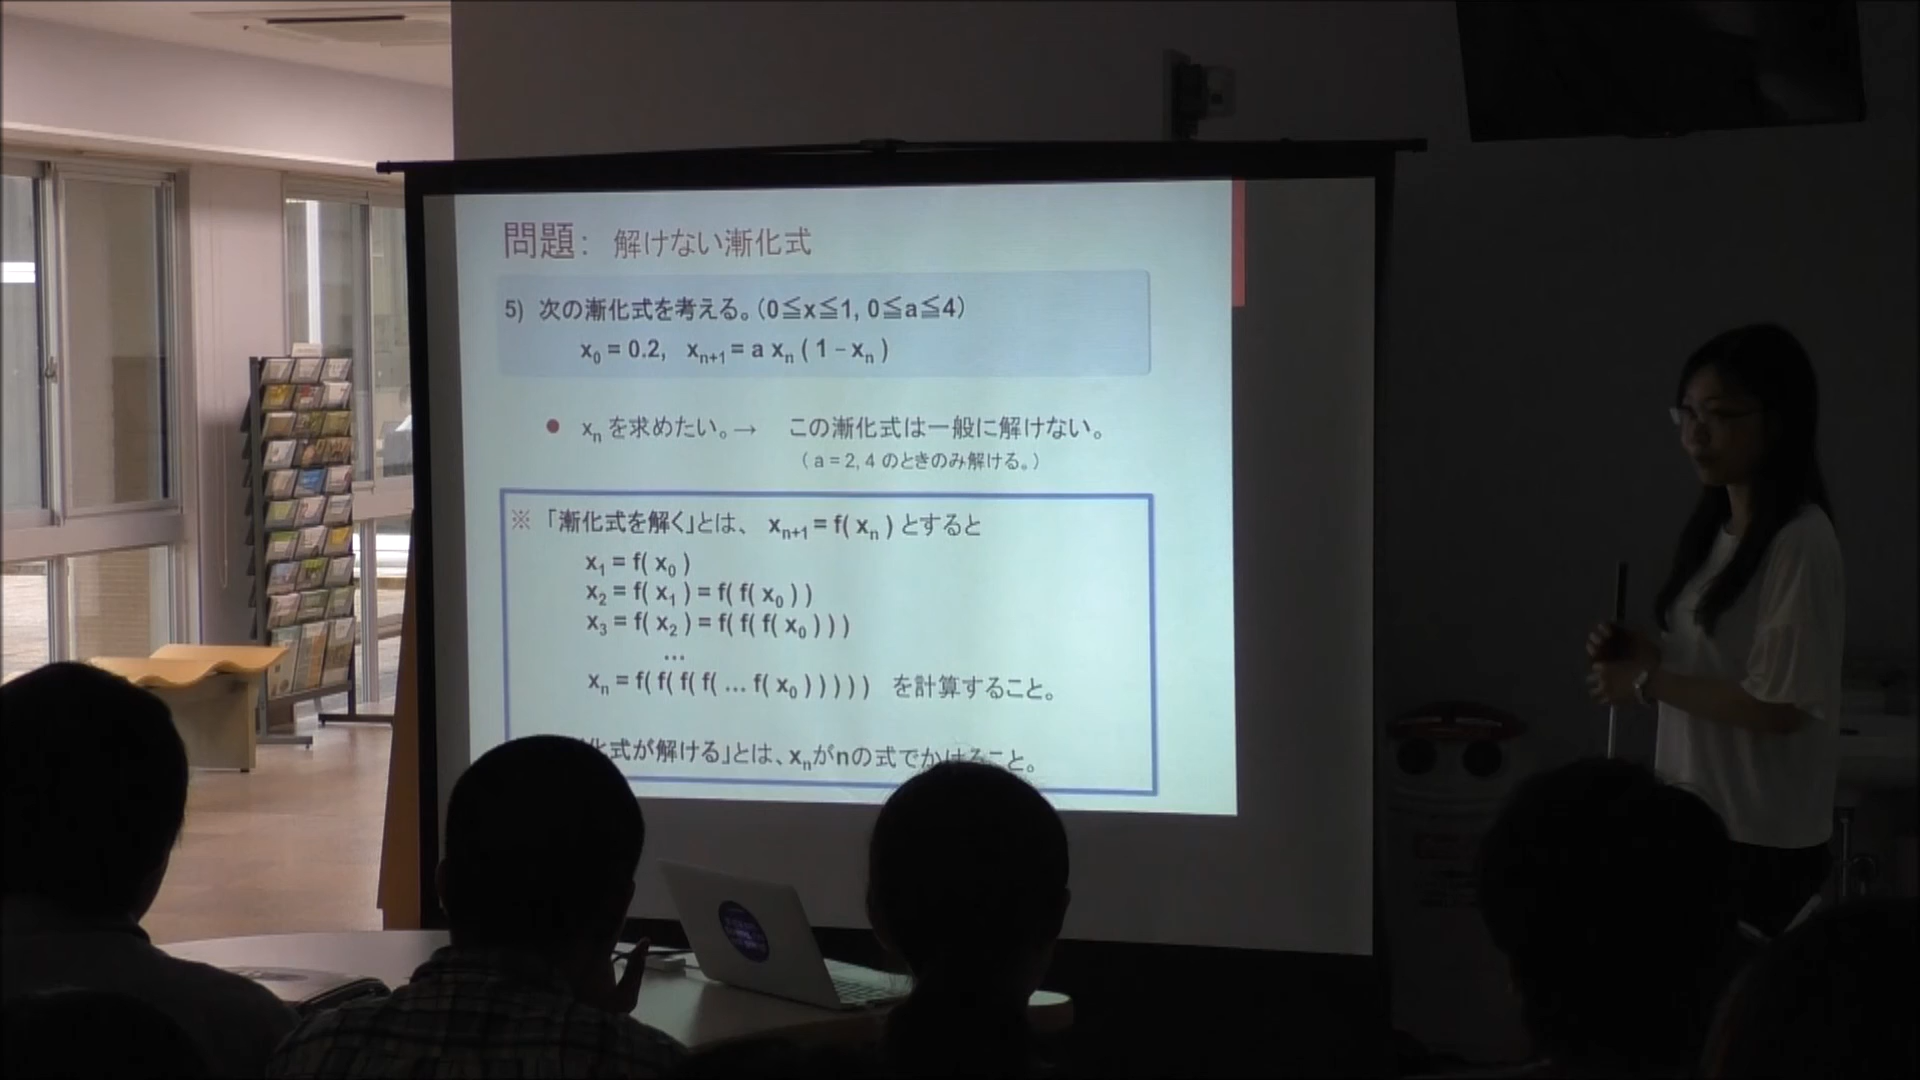 問題： 解けない漸化式
5) 次の漸化式を考える。（0≦x≦1, 0≦a≦4）
x₀ = 0.2, xₙ₊₁ = a xₙ ( 1 – xₙ )
● xₙ を求めたい。→ この漸化式は一般に解けない。
（ a = 2, 4 のときのみ解ける。）
※ 「漸化式を解く」とは、 xₙ₊₁ = f( xₙ ) とすると
x₁ = f( x₀ )
x₂ = f( x₁ ) = f( f( x₀ ) )
x₃ = f( x₂ ) = f( f( f( x₀ ) ) )
...
xₙ = f( f( f( f( ... f( x₀ ) ) ) ) ) を計算すること。
化式が解ける」とは、xₙがnの式でかけること。